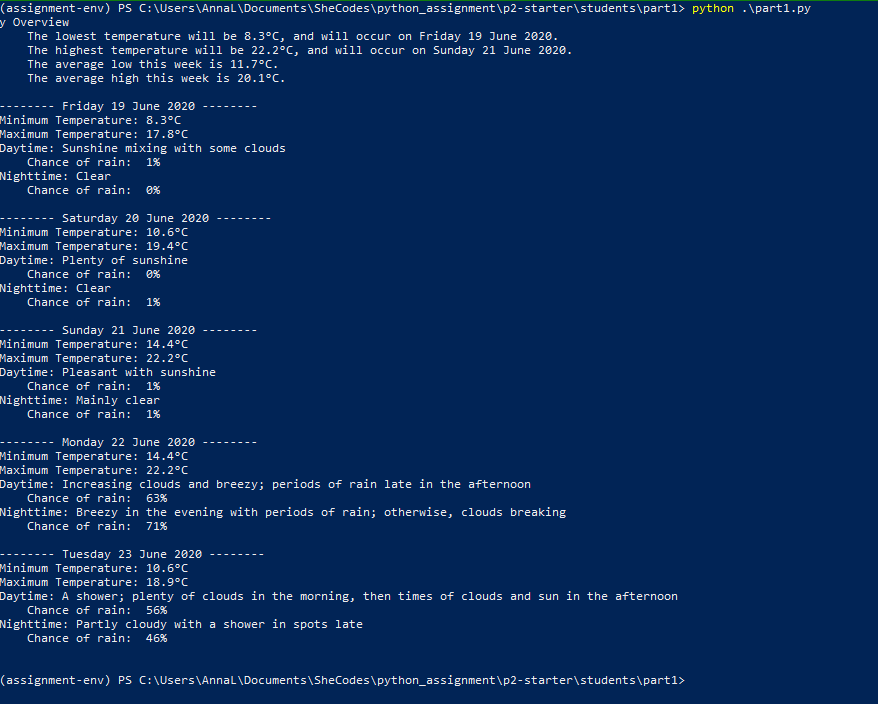 (assignment-env) PS C:\Users\AnnaL\Documents\SheCodes\python_assignment\p2-starter\students\part1> python .\part1.py
y Overview
    The lowest temperature will be 8.3°C, and will occur on Friday 19 June 2020.
    The highest temperature will be 22.2°C, and will occur on Sunday 21 June 2020.
    The average low this week is 11.7°C.
    The average high this week is 20.1°C.

-------- Friday 19 June 2020 --------
Minimum Temperature: 8.3°C
Maximum Temperature: 17.8°C
Daytime: Sunshine mixing with some clouds
    Chance of rain:  1%
Nighttime: Clear
    Chance of rain:  0%

-------- Saturday 20 June 2020 --------
Minimum Temperature: 10.6°C
Maximum Temperature: 19.4°C
Daytime: Plenty of sunshine
    Chance of rain:  0%
Nighttime: Clear
    Chance of rain:  1%

-------- Sunday 21 June 2020 --------
Minimum Temperature: 14.4°C
Maximum Temperature: 22.2°C
Daytime: Pleasant with sunshine
    Chance of rain:  1%
Nighttime: Mainly clear
    Chance of rain:  1%

-------- Monday 22 June 2020 --------
Minimum Temperature: 14.4°C
Maximum Temperature: 22.2°C
Daytime: Increasing clouds and breezy; periods of rain late in the afternoon
    Chance of rain:  63%
Nighttime: Breezy in the evening with periods of rain; otherwise, clouds breaking
    Chance of rain:  71%

-------- Tuesday 23 June 2020 --------
Minimum Temperature: 10.6°C
Maximum Temperature: 18.9°C
Daytime: A shower; plenty of clouds in the morning, then times of clouds and sun in the afternoon
    Chance of rain:  56%
Nighttime: Partly cloudy with a shower in spots late
    Chance of rain:  46%

(assignment-env) PS C:\Users\AnnaL\Documents\SheCodes\python_assignment\p2-starter\students\part1>